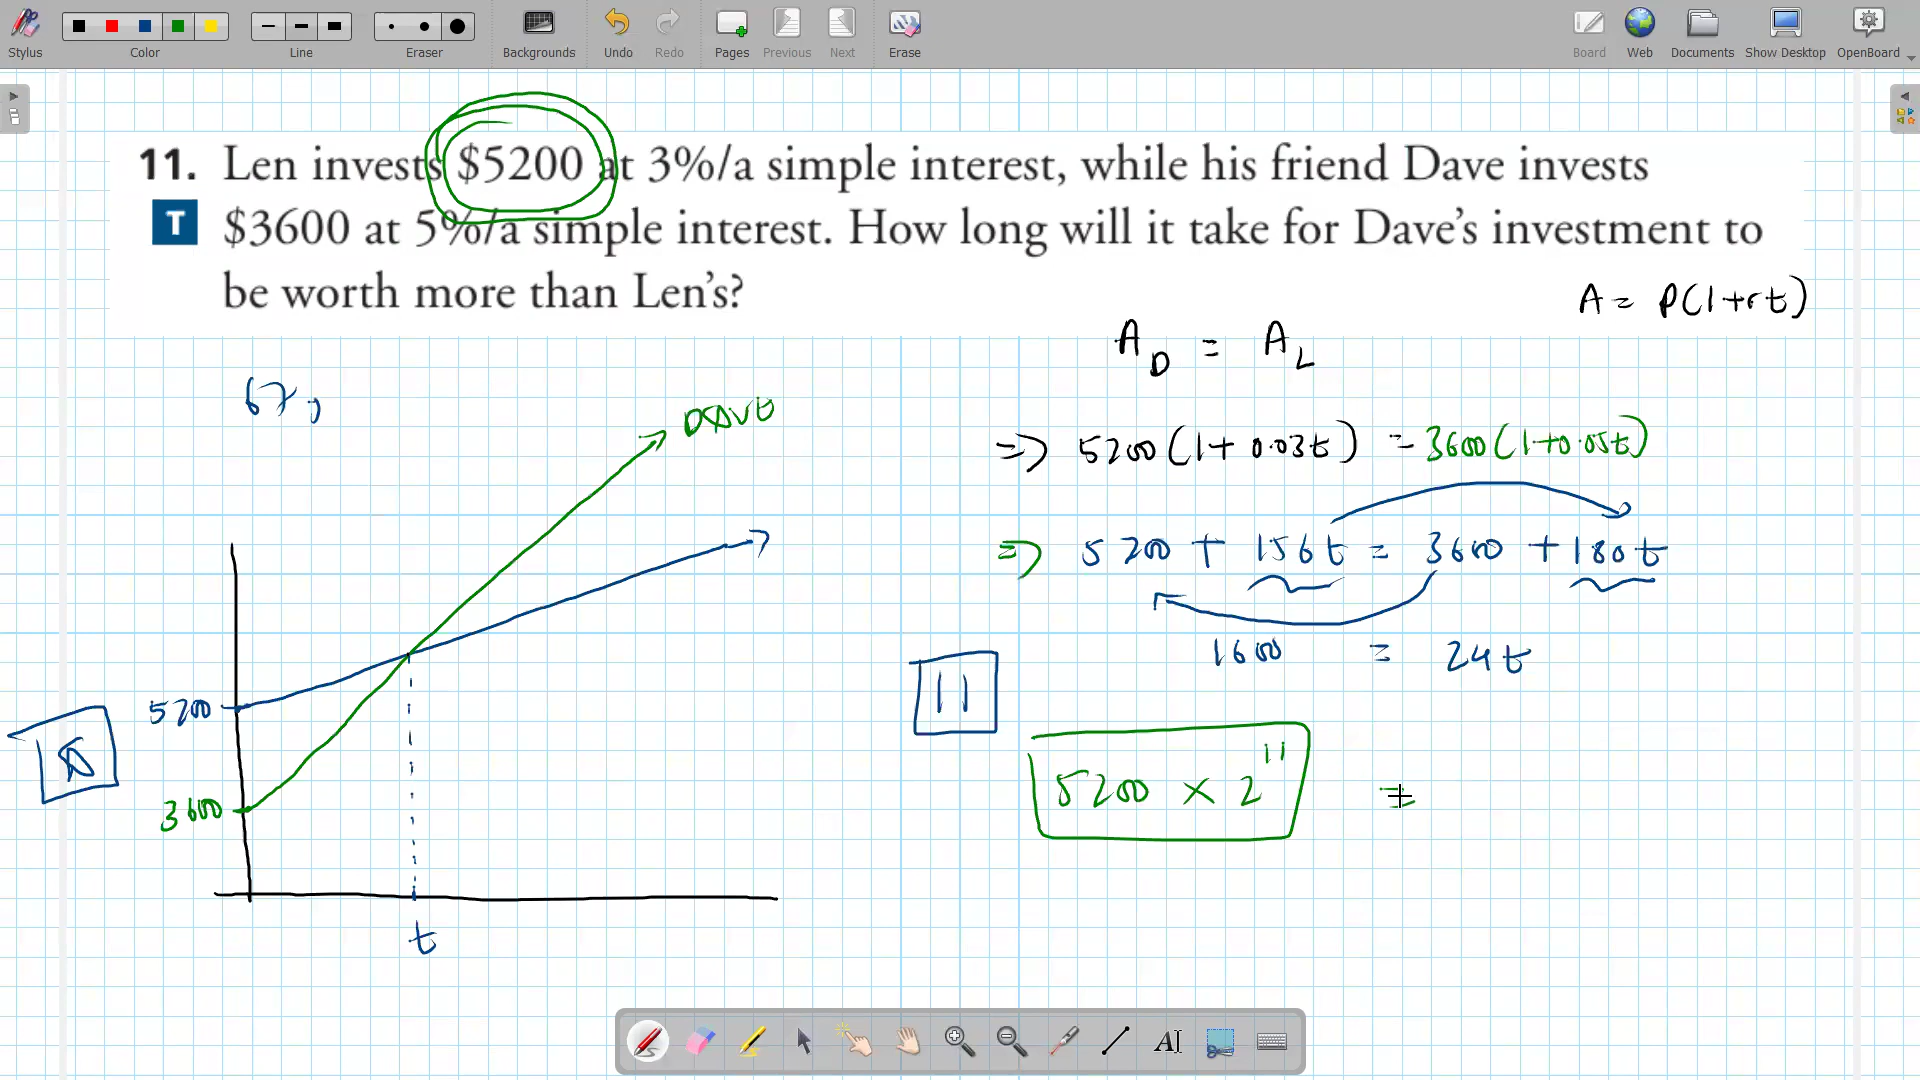 Stylus Color Line Eraser Backgrounds Undo Redo Pages Previous Next Erase Board Web Documents Show Desktop OpenBoard
11. Len invests $5200 at 3%/a simple interest, while his friend Dave invests
T $3600 at 5%/a simple interest. How long will it take for Dave's investment to
be worth more than Len's?
A = P(1+rt)
A_D = A_L
67y
DAVE
=> 5200(1+0.03t) = 3600(1+0.05t)
=> 5200 + 156t = 3600 + 180t
1600 = 24t
11
5200
3600
t
5200 × 2^11 =